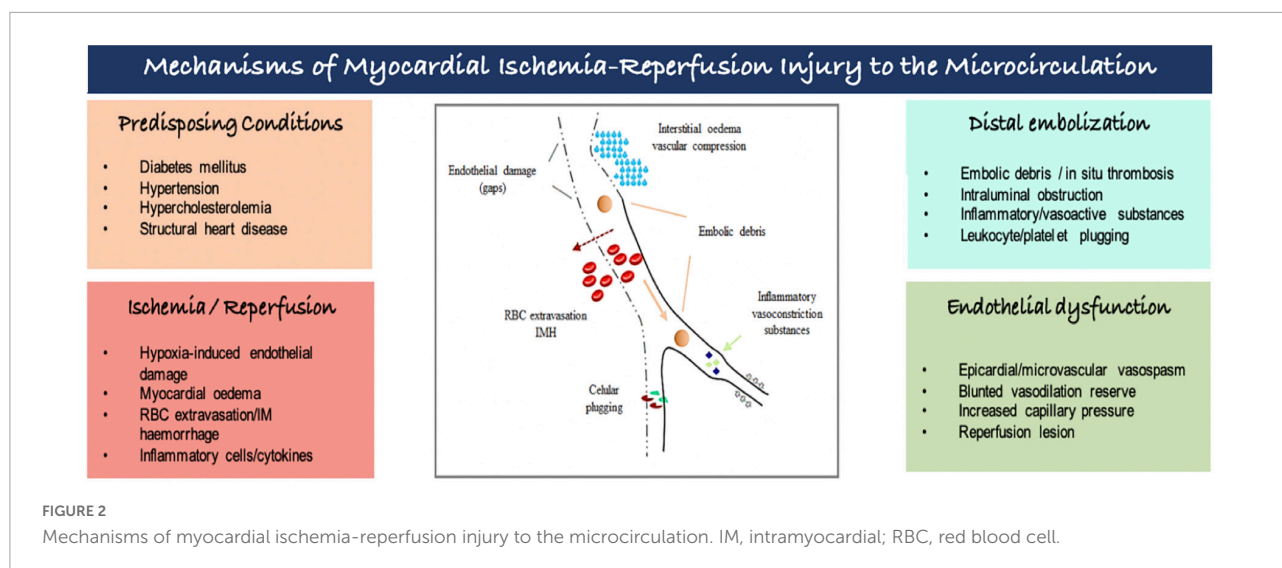 Mechanisms of Myocardial Ischemia-Reperfusion Injury to the Microcirculation
Predisposing Conditions
• Diabetes mellitus
• Hypertension
• Hypercholesterolemia
• Structural heart disease
Ischemia / Reperfusion
• Hypoxia-induced endothelial
damage
• Myocardial oedema
• RBC extravasation/IM
haemorrhage
• Inflammatory cells/cytokines
Interstitial oedema
vascular compression
Endothelial damage
(gaps)
Embolic debris
RBC extravasation
IMH
Inflammatory
vasoconstriction
substances
Celular
plugging
Distal embolization
• Embolic debris / in situ thrombosis
• Intraluminal obstruction
• Inflammatory/vasoactive substances
• Leukocyte/platelet plugging
Endothelial dysfunction
• Epicardial/microvascular vasospasm
• Blunted vasodilation reserve
• Increased capillary pressure
• Reperfusion lesion
FIGURE 2
Mechanisms of myocardial ischemia-reperfusion injury to the microcirculation. IM, intramyocardial; RBC, red blood cell.